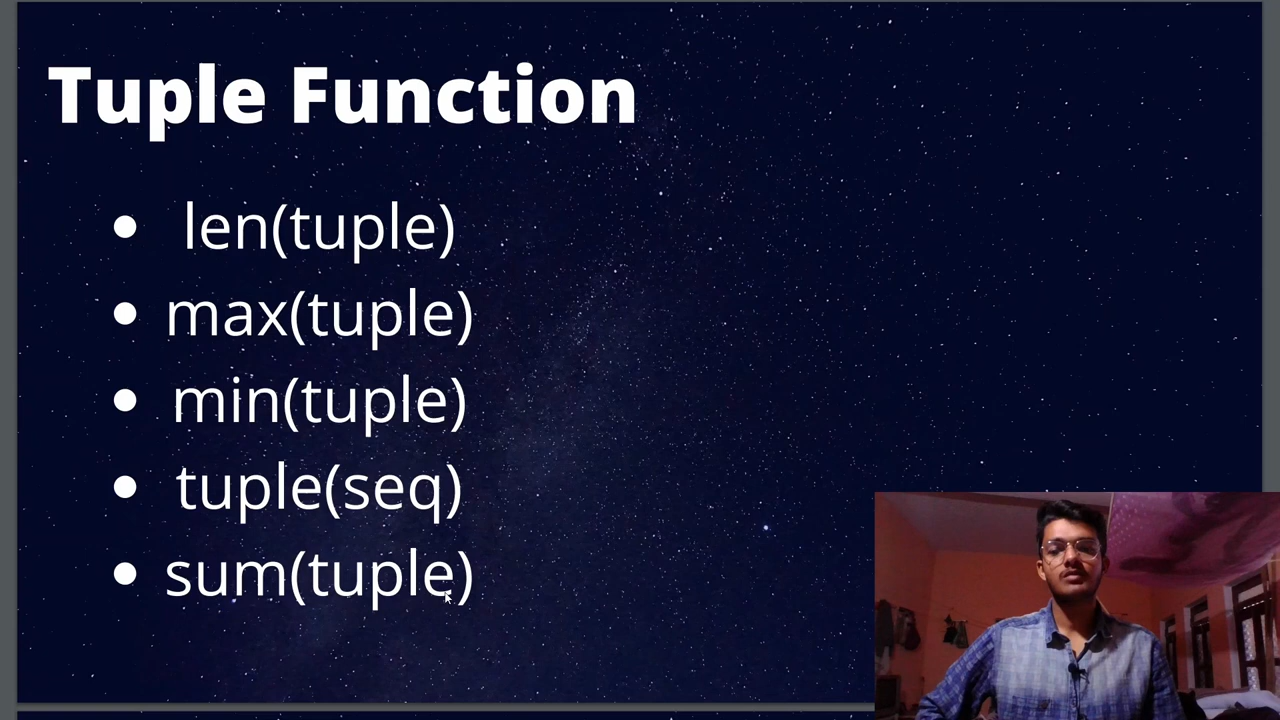 Tuple Function
• len(tuple)
• max(tuple)
• min(tuple)
• tuple(seq)
• sum(tuple)